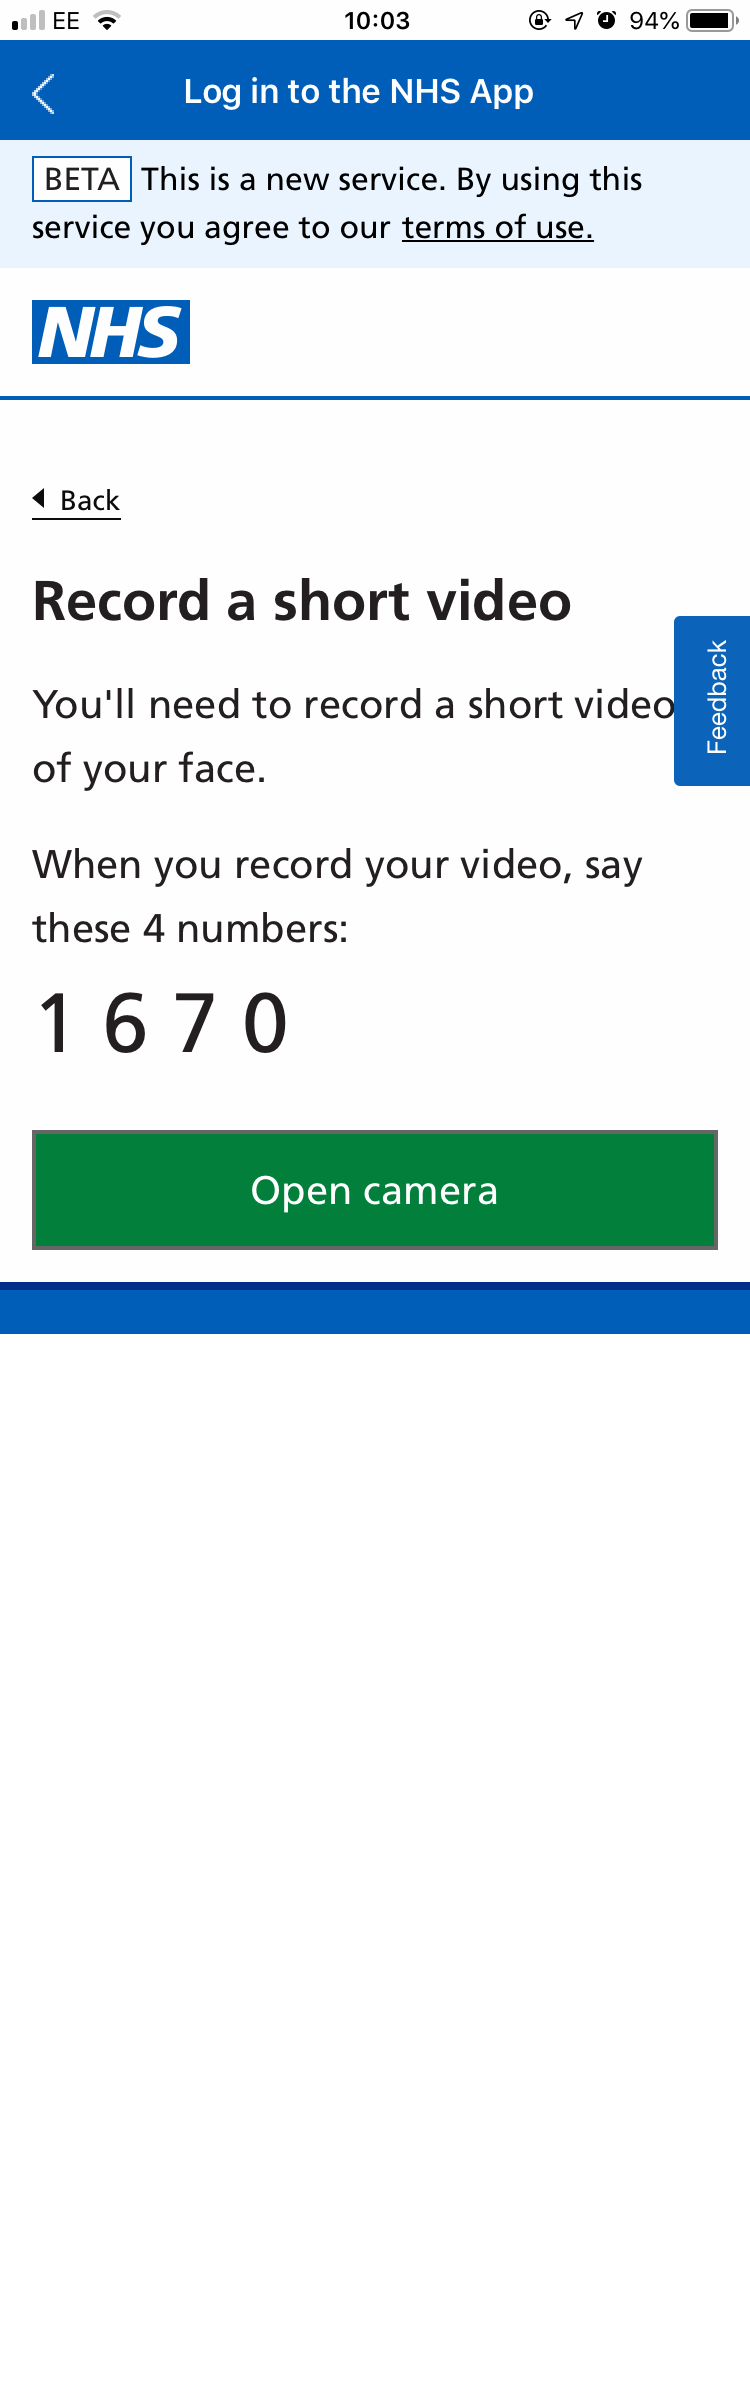 EE 10:03 94%
Log in to the NHS App
BETA This is a new service. By using this
service you agree to our terms of use.
NHS
Back
Record a short video
You'll need to record a short video
of your face.
Feedback
When you record your video, say
these 4 numbers:
1 6 7 0
Open camera